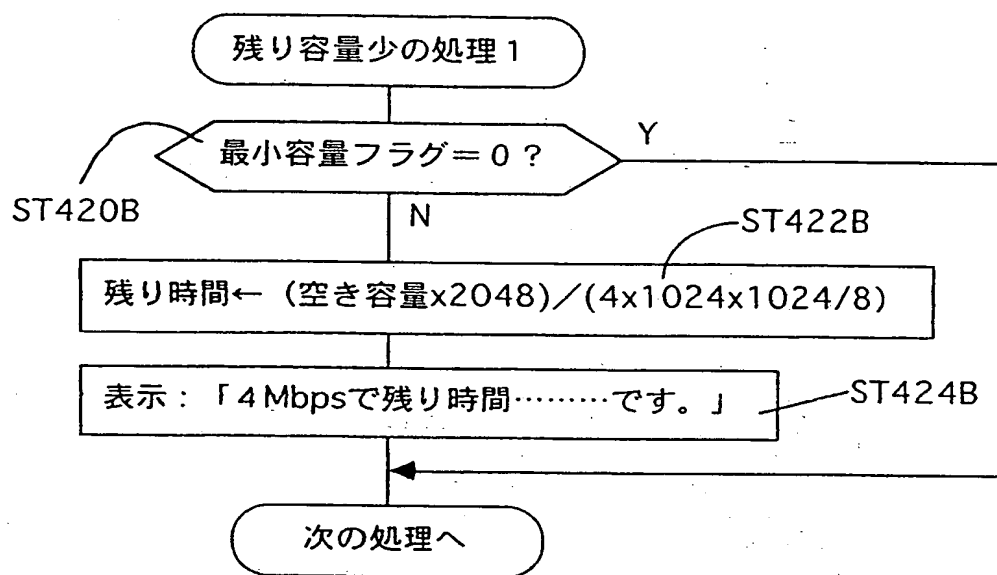 残り容量少の処理1
最小容量フラグ=0?
Y
ST420B
N
ST422B
残り時間← (空き容量x2048)/(4x1024x1024/8)
表示:「4Mbpsで残り時間………です。」
ST424B
次の処理へ